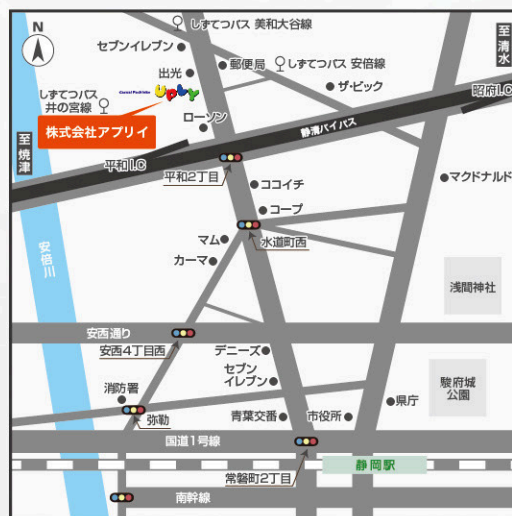 N
しずてつバス 美和大谷線
セブンイレブン
郵便局
しずてつバス 安倍線
至清水
出光
ザ・ビック
昭府I.C
しずてつバス
井の宮線
Uply
ローソン
株式会社アプリイ
静清バイパス
至焼津
平和I.C
平和2丁目
ココイチ
マクドナルド
コープ
マム
水道町西
安倍川
カーマ
浅間神社
安西通り
安西4丁目西
デニーズ
セブン
イレブン
駿府城
公園
消防署
県庁
弥勒
青葉交番
市役所
国道1号線
静岡駅
常磐町2丁目
南幹線